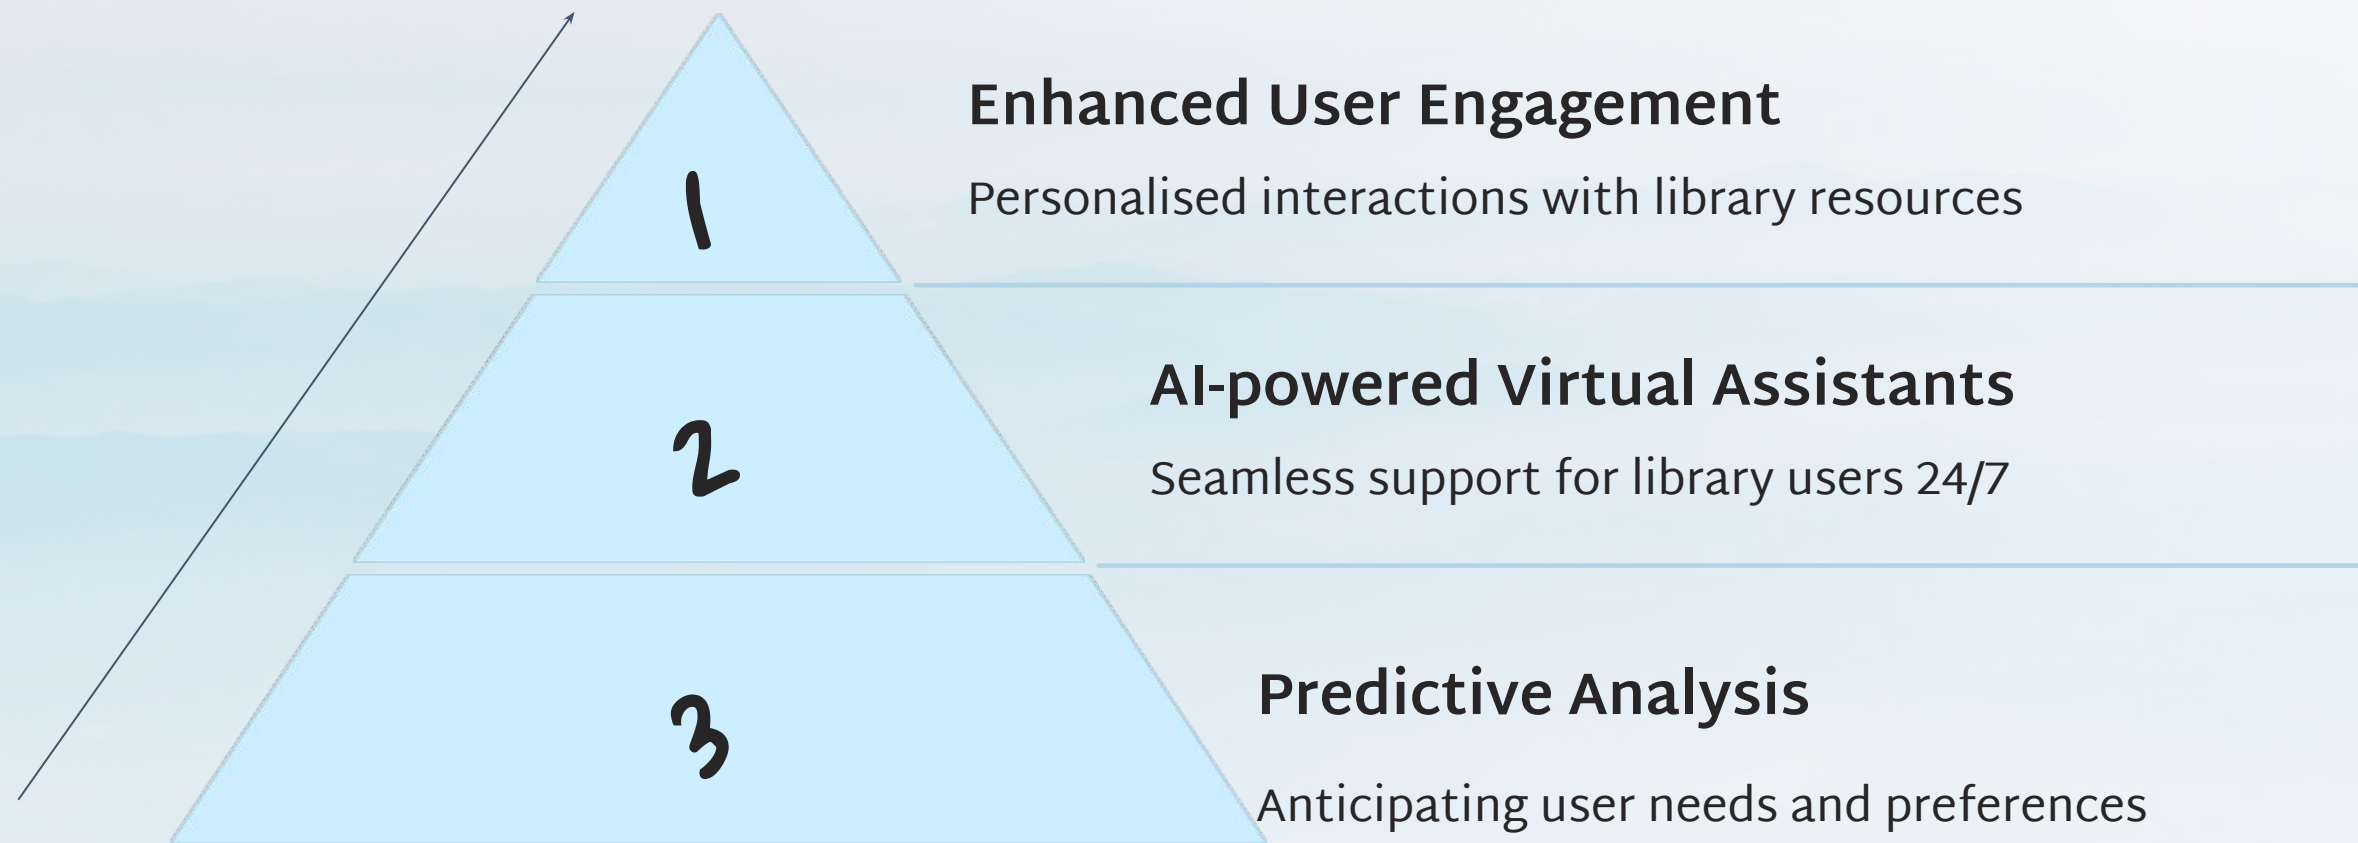 1
Enhanced User Engagement
Personalised interactions with library resources
2
AI-powered Virtual Assistants
Seamless support for library users 24/7
3
Predictive Analysis
Anticipating user needs and preferences